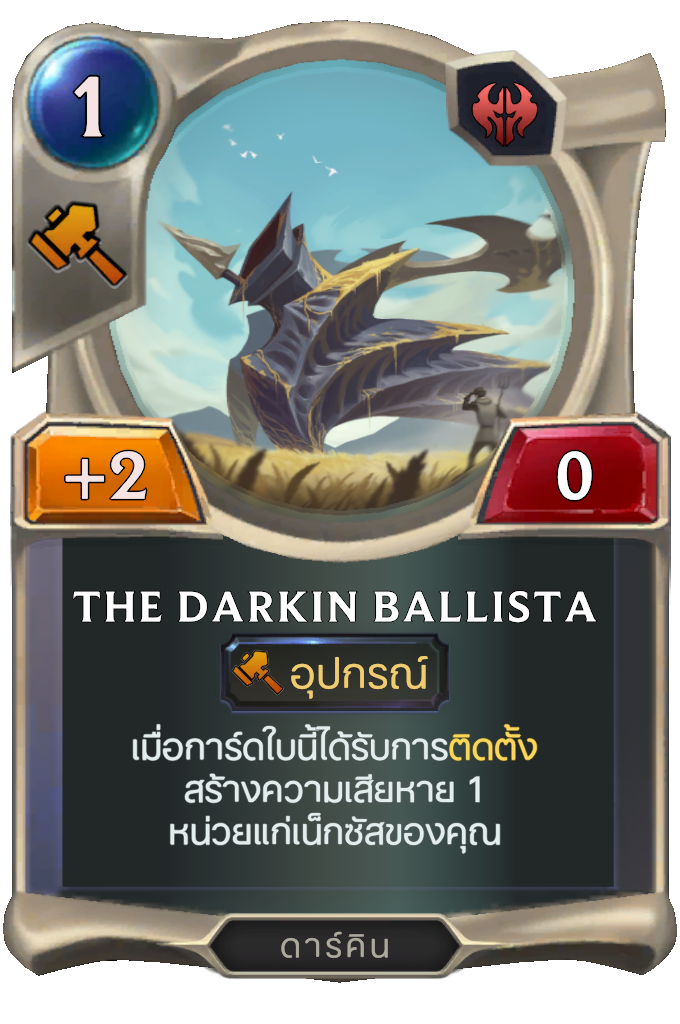 1
+2
0
THE DARKIN BALLISTA
อุปกรณ์
เมื่อการ์ดใบนี้ได้รับการติดตั้ง
สร้างความเสียหาย 1
หน่วยแก่เน็กซัสของคุณ
ดาร์คิน